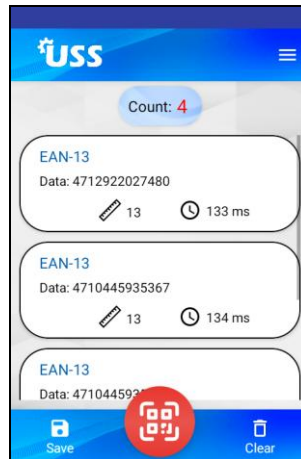 USS
Count: 4
EAN-13
Data: 4712922027480
13 133 ms
EAN-13
Data: 4710445935367
13 134 ms
EAN-13
Data:
Save Clear